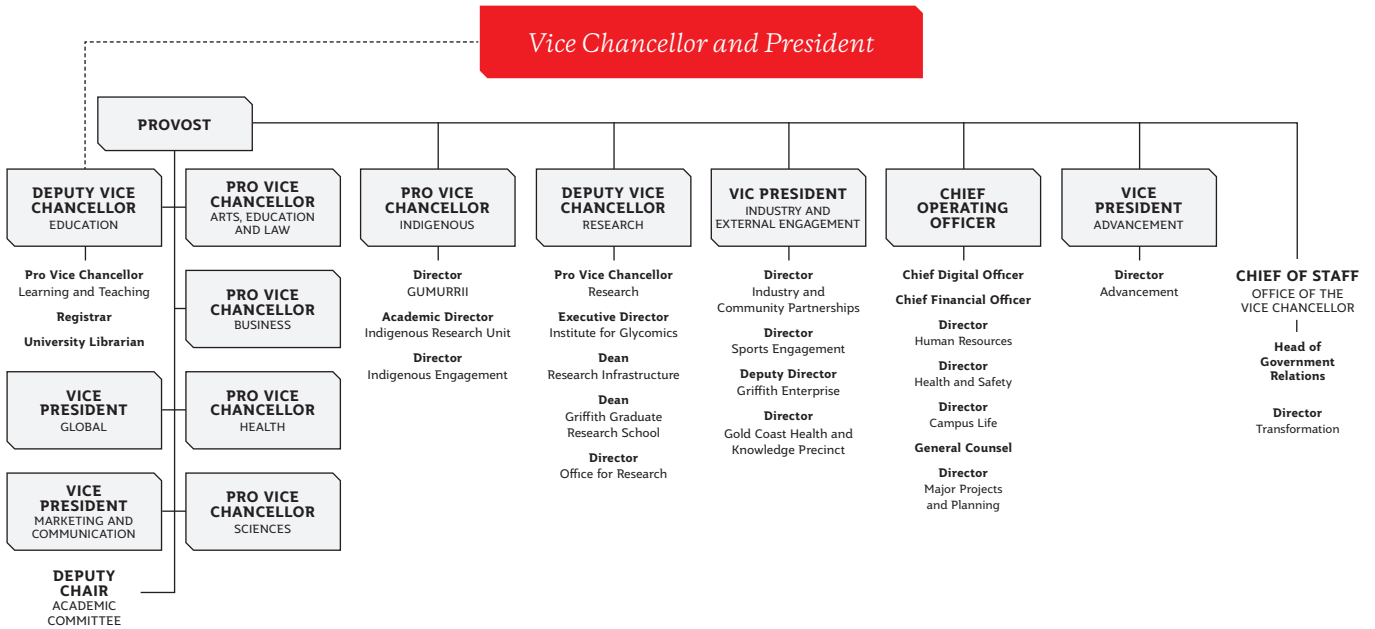 Vice Chancellor and President
PROVOST
DEPUTY VICE
CHANCELLOR
EDUCATION
Pro Vice Chancellor
Learning and Teaching
Registrar
University Librarian
VICE
PRESIDENT
GLOBAL
VICE
PRESIDENT
MARKETING AND
COMMUNICATION
DEPUTY
CHAIR
ACADEMIC
COMMITTEE
PRO VICE
CHANCELLOR
ARTS, EDUCATION
AND LAW
PRO VICE
CHANCELLOR
BUSINESS
PRO VICE
CHANCELLOR
HEALTH
PRO VICE
CHANCELLOR
SCIENCES
PRO VICE
CHANCELLOR
INDIGENOUS
Director
GUMURRII
Academic Director
Indigenous Research Unit
Director
Indigenous Engagement
DEPUTY VICE
CHANCELLOR
RESEARCH
Pro Vice Chancellor
Research
Executive Director
Institute for Glycomics
Dean
Research Infrastructure
Dean
Griffith Graduate
Research School
Director
Office for Research
VIC PRESIDENT
INDUSTRY AND
EXTERNAL ENGAGEMENT
Director
Industry and
Community Partnerships
Director
Sports Engagement
Deputy Director
Griffith Enterprise
Director
Gold Coast Health and
Knowledge Precinct
CHIEF
OPERATING
OFFICER
Chief Digital Officer
Chief Financial Officer
Director
Human Resources
Director
Health and Safety
Director
Campus Life
General Counsel
Director
Major Projects
and Planning
VICE
PRESIDENT
ADVANCEMENT
Director
Advancement
CHIEF OF STAFF
OFFICE OF THE
VICE CHANCELLOR
Head of
Government
Relations
Director
Transformation